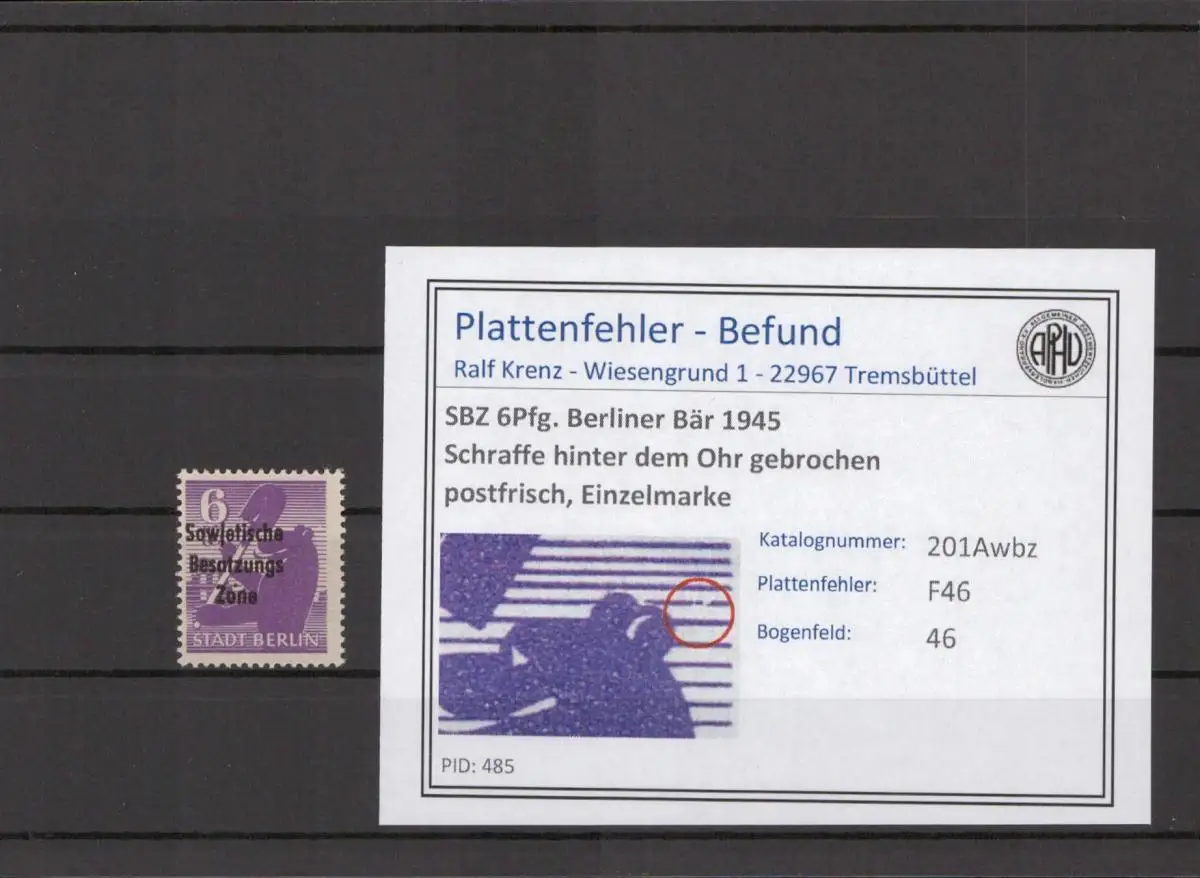 6
Sowjetische
Besatzungs
Zone
STADT BERLIN
Plattenfehler - Befund
Ralf Krenz - Wiesengrund 1 - 22967 Tremsbüttel
APHV
SBZ 6Pfg. Berliner Bär 1945
Schraffe hinter dem Ohr gebrochen
postfrisch, Einzelmarke
Katalognummer: 201Awbz
Plattenfehler: F46
Bogenfeld: 46
PID: 485